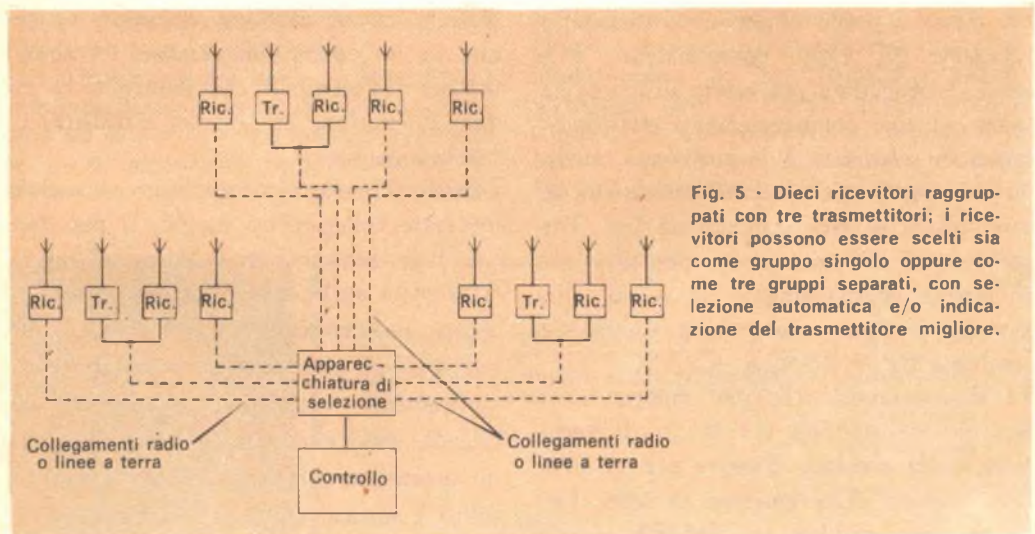 Ric. Tr. Ric. Ric. Ric.
Fig. 5 · Dieci ricevitori raggrup-
pati con tre trasmettitori; i rice-
vitori possono essere scelti sia
come gruppo singolo oppure co-
me tre gruppi separati, con se-
lezione automatica e/o indica-
zione del trasmettitore migliore.
Ric. Tr. Ric. Ric. Ric. Tr. Ric. Ric.
Apparec-
chiatura di
selezione
Collegamenti radio
o linee a terra
Collegamenti radio
o linee a terra
Controllo